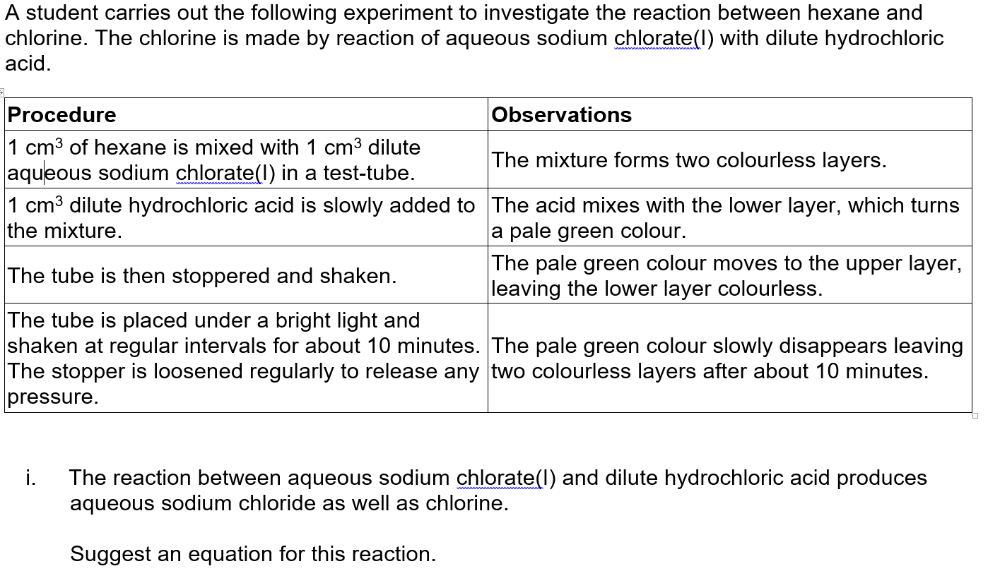 A student carries out the following experiment to investigate the reaction between hexane and
chlorine. The chlorine is made by reaction of aqueous sodium chlorate(I) with dilute hydrochloric
acid.
Procedure
Observations
1 cm³ of hexane is mixed with 1 cm³ dilute
aqueous sodium chlorate(I) in a test-tube.
The mixture forms two colourless layers.
1 cm³ dilute hydrochloric acid is slowly added to
the mixture.
The acid mixes with the lower layer, which turns
a pale green colour.
The tube is then stoppered and shaken.
The pale green colour moves to the upper layer,
leaving the lower layer colourless.
The tube is placed under a bright light and
shaken at regular intervals for about 10 minutes.
The stopper is loosened regularly to release any
pressure.
The pale green colour slowly disappears leaving
two colourless layers after about 10 minutes.
i. The reaction between aqueous sodium chlorate(I) and dilute hydrochloric acid produces
aqueous sodium chloride as well as chlorine.
Suggest an equation for this reaction.